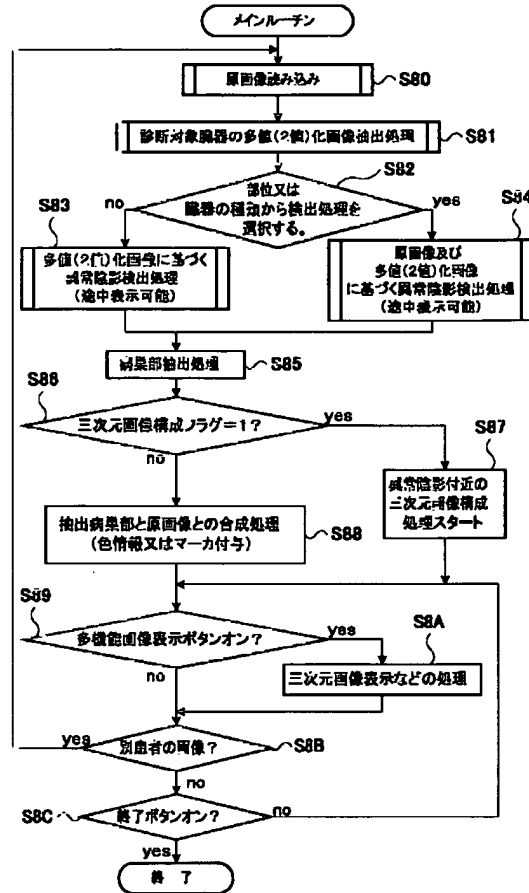 メインルーチン
原画像読み込み
S80
診断対象臓器の多値(2値)化画像抽出処理
S81
S82
部位又は
臓器の種類から検出処理を
選択する。
no
yes
S83
多値(2値)化画像に基づく
異常陰影検出処理
(途中表示可能)
S84
原画像及び
多値(2値)化画像
に基づく異常陰影検出処理
(途中表示可能)
病巣部抽出処理
S85
S86
三次元画像構成フラグ=1?
yes
no
S87
異常陰影付近の
三次元画像構成
処理スタート
抽出病巣部と原画像との合成処理
(色情報又はマーカ付与)
S88
S89
多機能画像表示ボタンオン?
yes
no
S8A
三次元画像表示などの処理
別患者の画像?
yes
S8B
no
S8C
終了ボタンオン?
no
yes
終 了